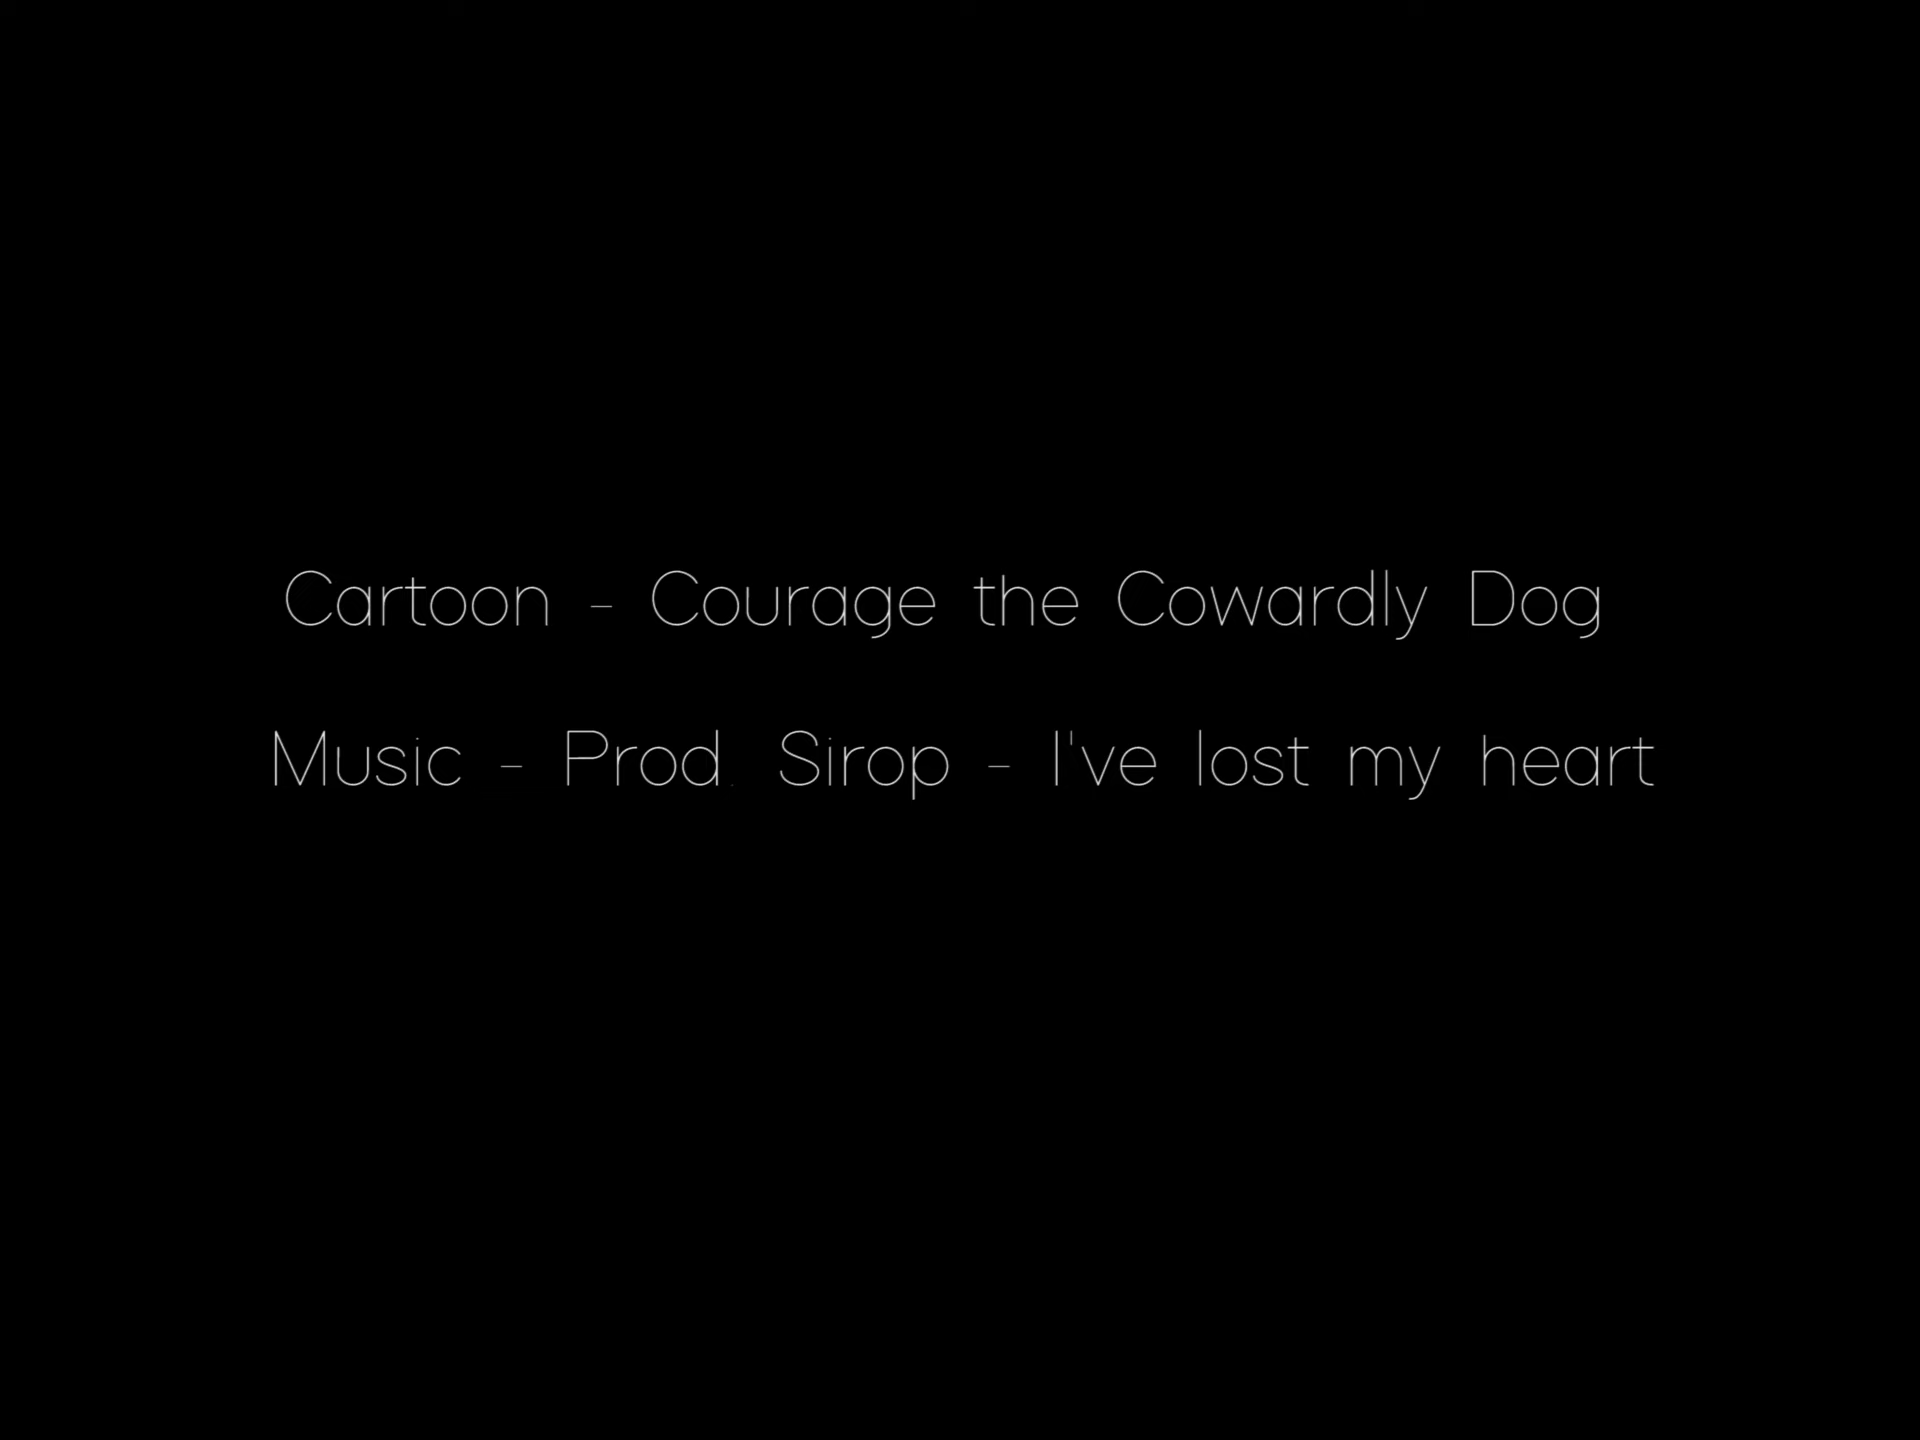 Cartoon - Courage the Cowardly Dog
Music - Prod. Sirop - I've lost my heart